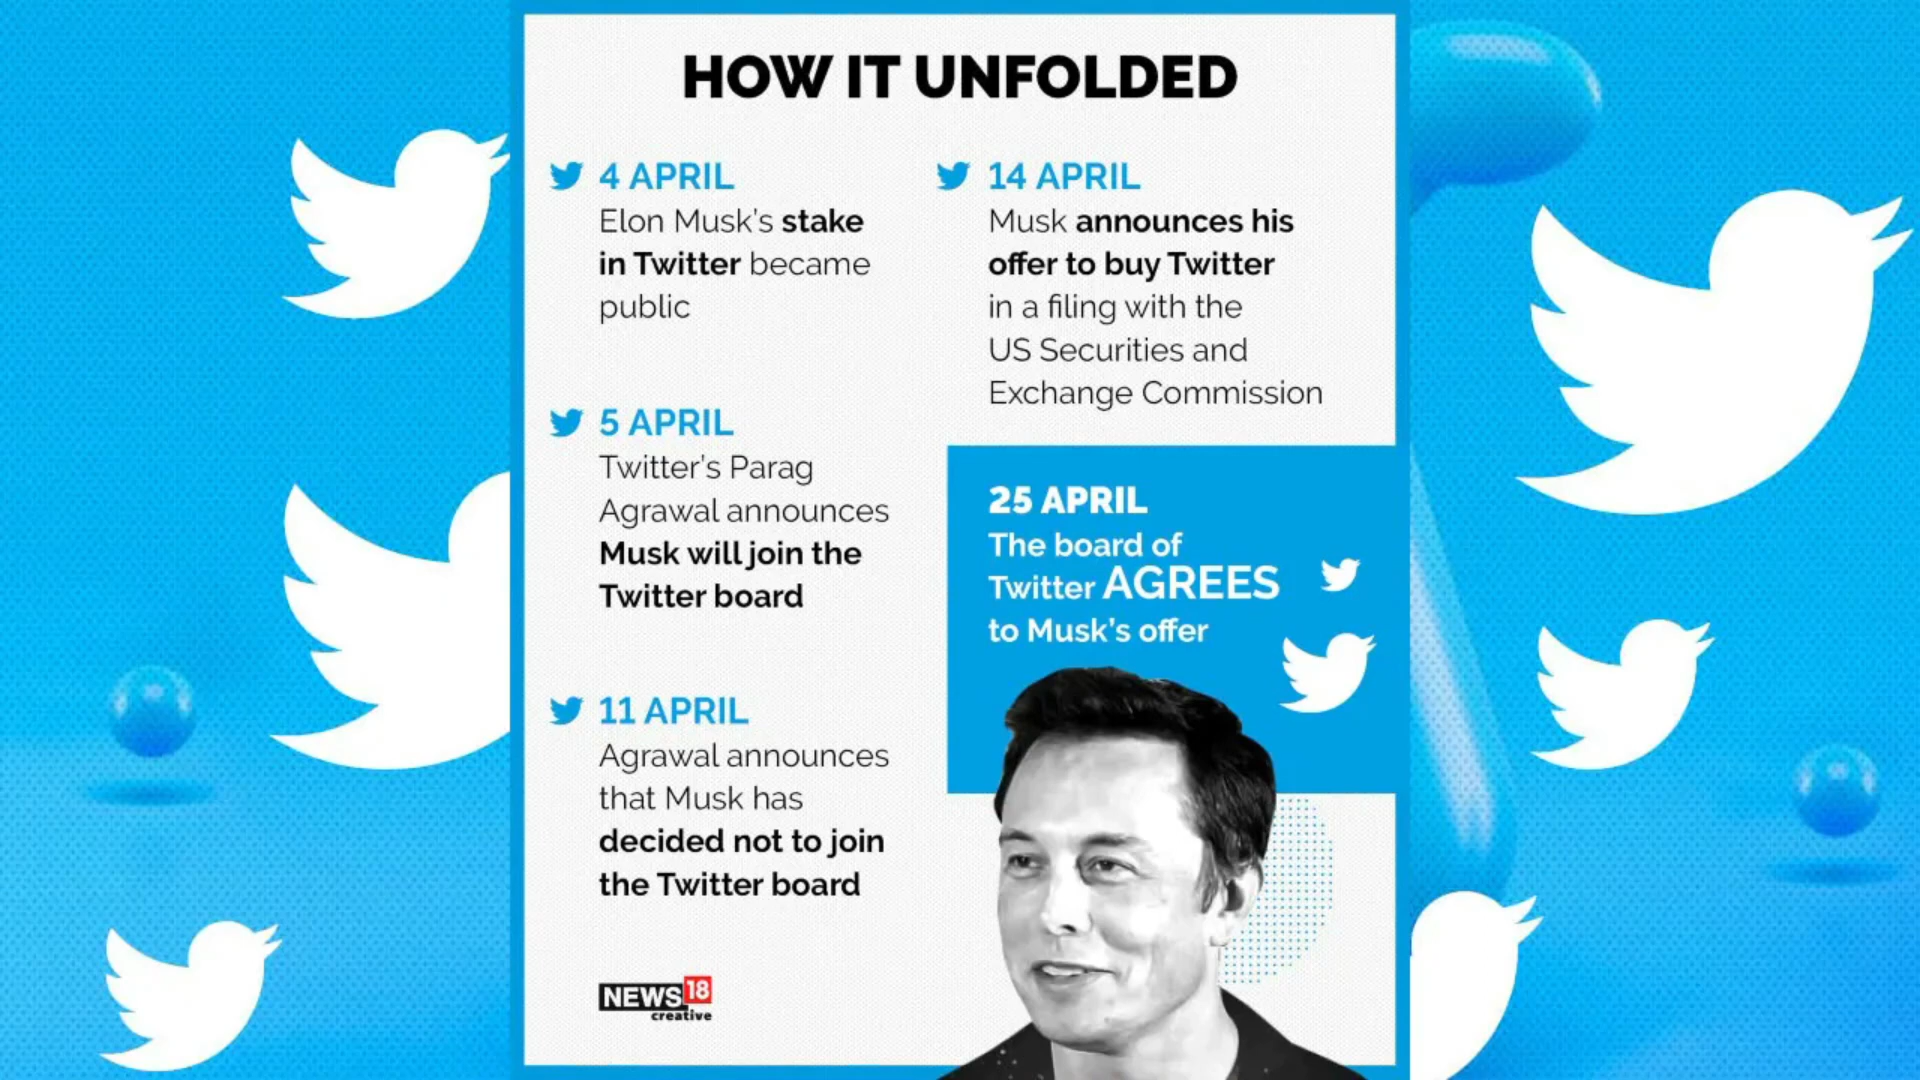 HOW IT UNFOLDED
4 APRIL
Elon Musk's stake
in Twitter became
public
5 APRIL
Twitter's Parag
Agrawal announces
Musk will join the
Twitter board
11 APRIL
Agrawal announces
that Musk has
decided not to join
the Twitter board
14 APRIL
Musk announces his
offer to buy Twitter
in a filing with the
US Securities and
Exchange Commission
25 APRIL
The board of
Twitter AGREES
to Musk's offer
NEWS18
creative